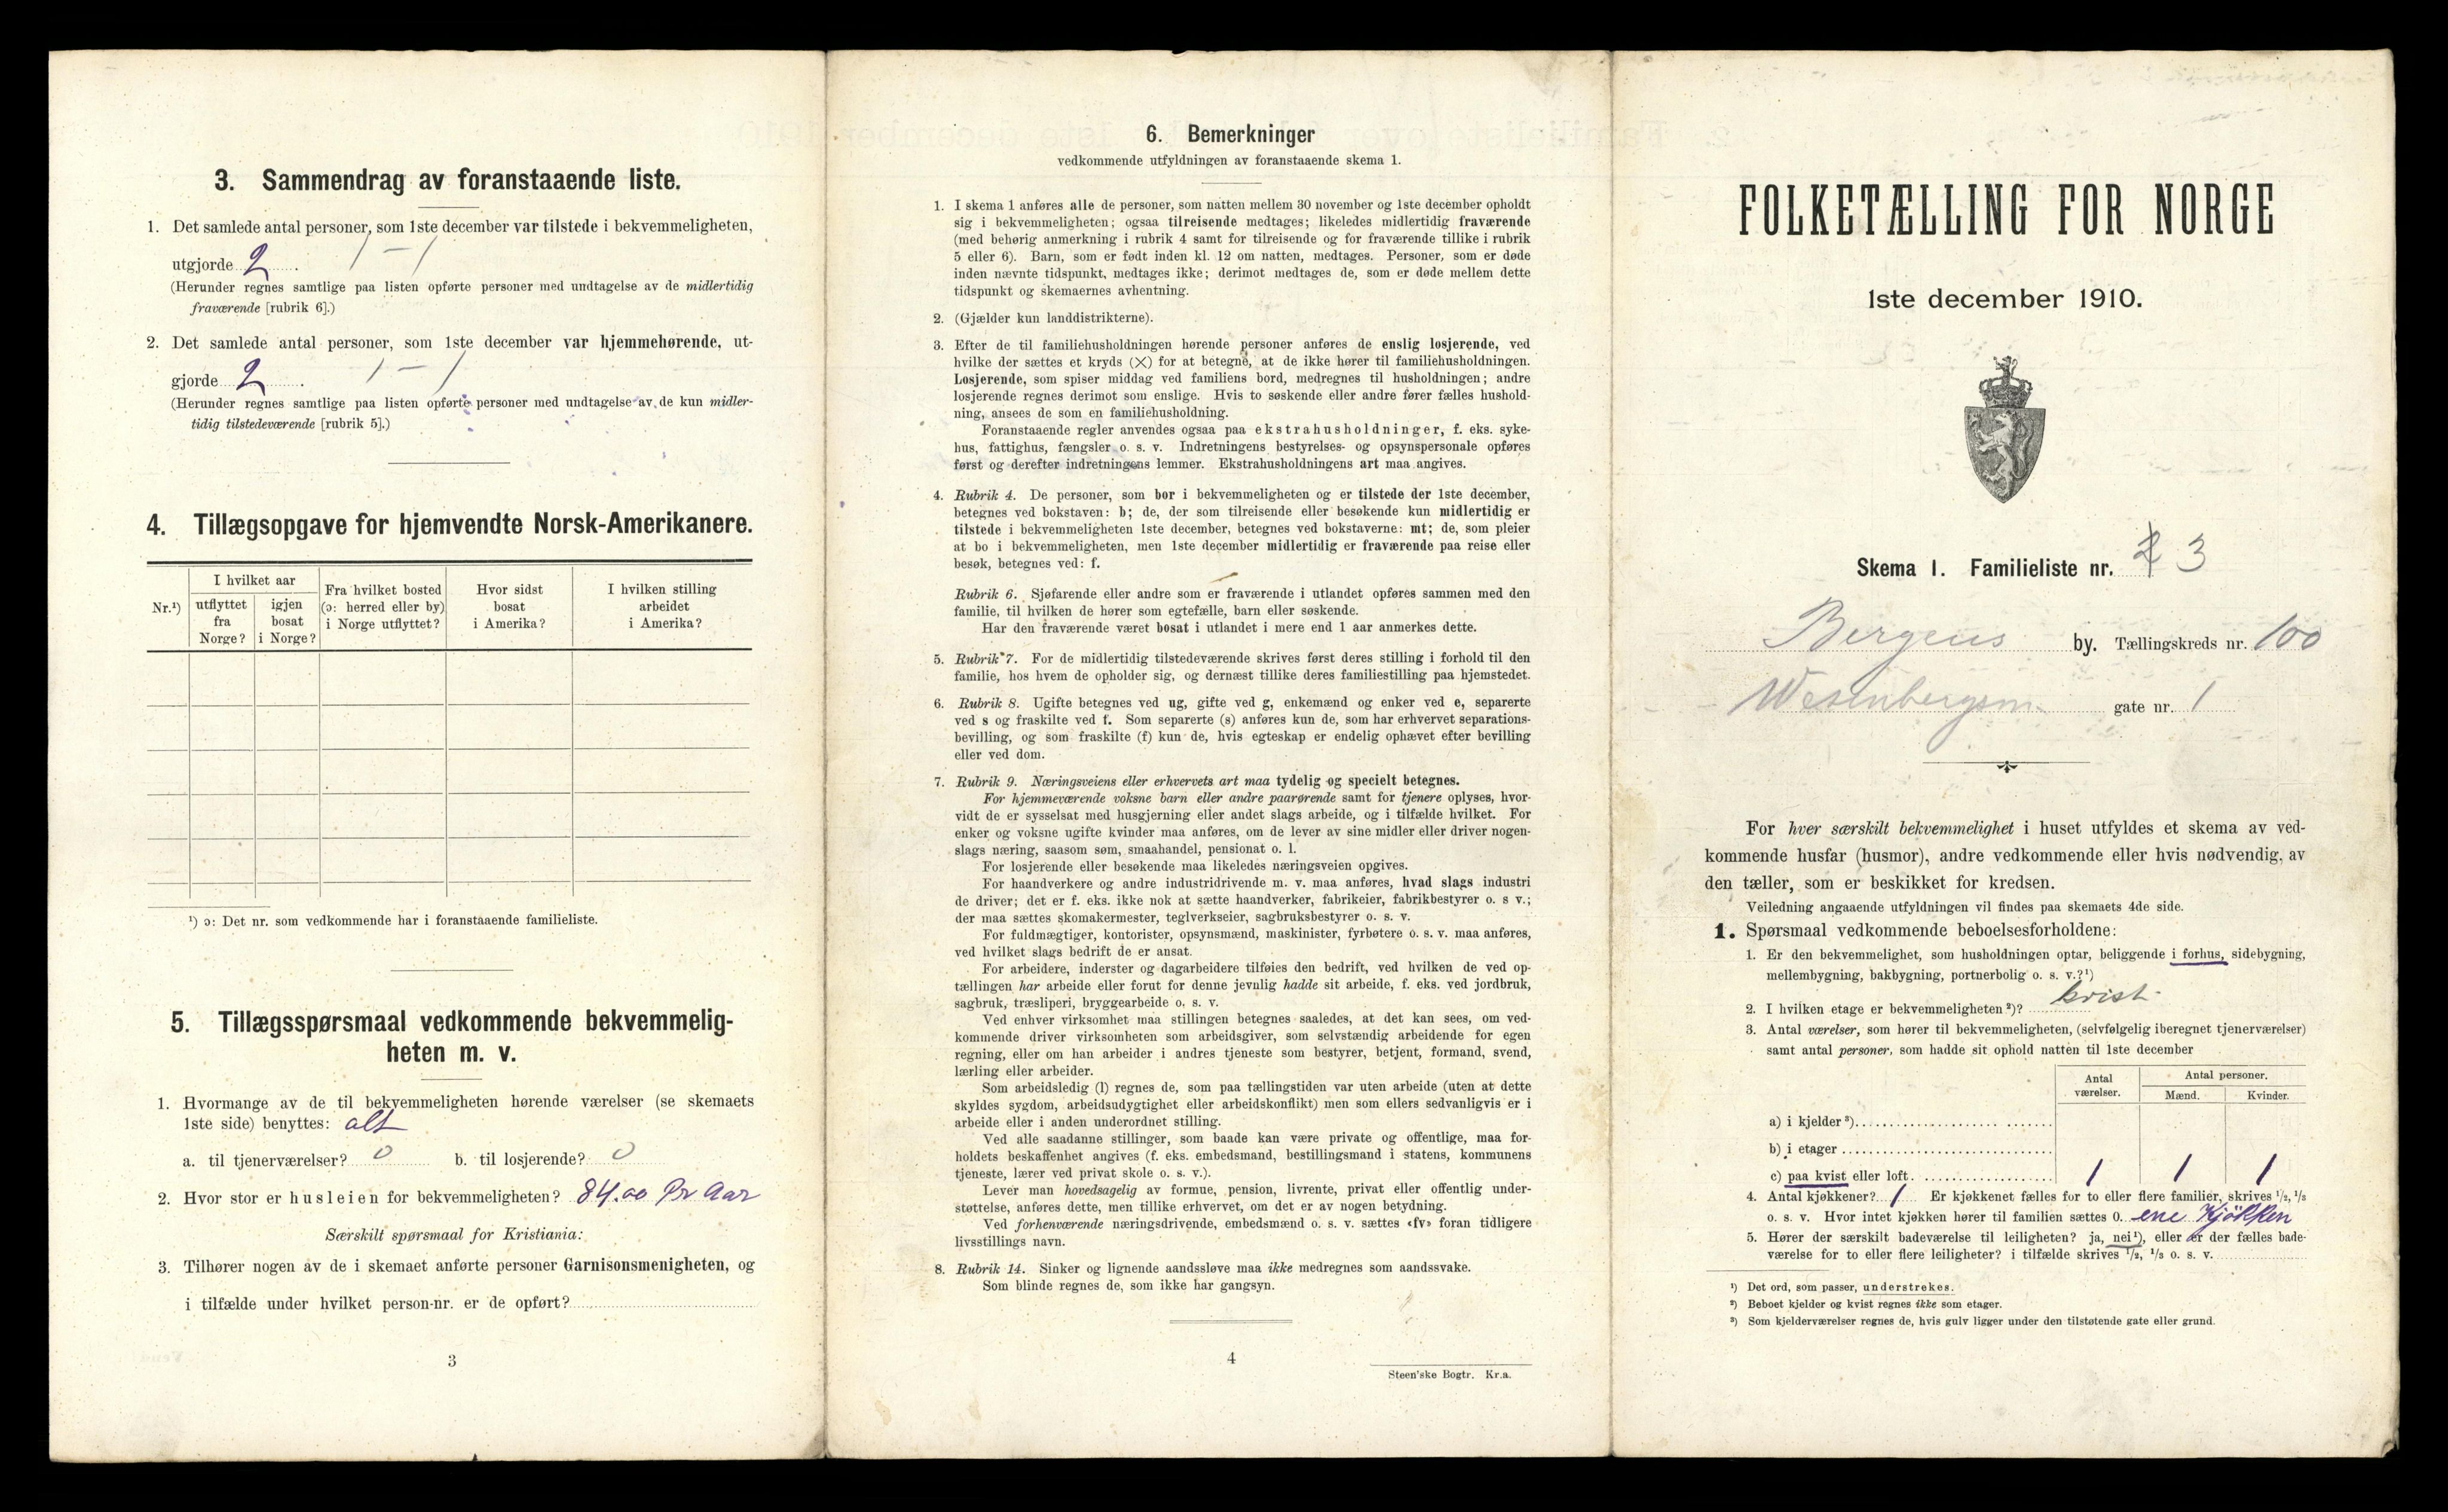 3. Sammendrag av foranstaaende liste.
1. Det samlede antal personer, som 1ste december var tilstede i bekvemmeligheten,
utgjorde 2 . 1 – 1
(Herunder regnes samtlige paa listen opførte personer med undtagelse av de midlertidig
fraværende [rubrik 6].)
2. Det samlede antal personer, som 1ste december var hjemmehørende, ut-
gjorde 2 . 1 – 1
(Herunder regnes samtlige paa listen opførte personer med undtagelse av de kun midler-
tidig tilstedeværende [rubrik 5].)
4. Tillægsopgave for hjemvendte Norsk-Amerikanere.
Nr.¹)
I hvilket aar
utflyttet fra Norge?
igjen bosat i Norge?
Fra hvilket bosted (ɔ: herred eller by) i Norge utflyttet?
Hvor sidst bosat i Amerika?
I hvilken stilling arbeidet i Amerika?
¹) ɔ: Det nr. som vedkommende har i foranstaaende familieliste.
5. Tillægsspørsmaal vedkommende bekvemmelig-
heten m. v.
1. Hvormange av de til bekvemmeligheten hørende værelser (se skemaets
1ste side) benyttes: alt
a. til tjenerværelser? 0 b. til losjerende? 0
2. Hvor stor er husleien for bekvemmeligheten? 84.00 Pr Aar
Særskilt spørsmaal for Kristiania:
3. Tilhører nogen av de i skemaet anførte personer Garnisonsmenigheten, og
i tilfælde under hvilket person-nr. er de opført?
3
6. Bemerkninger
vedkommende utfyldningen av foranstaaende skema 1.
1. I skema 1 anføres alle de personer, som natten mellem 30 november og 1ste december opholdt
sig i bekvemmeligheten; ogsaa tilreisende medtages; likeledes midlertidig fraværende
(med behørig anmerkning i rubrik 4 samt for tilreisende og for fraværende tillike i rubrik
5 eller 6). Barn, som er født inden kl. 12 om natten, medtages. Personer, som er døde
inden nævnte tidspunkt, medtages ikke; derimot medtages de, som er døde mellem dette
tidspunkt og skemaernes avhentning.
2. (Gjælder kun landdistrikterne).
3. Efter de til familiehusholdningen hørende personer anføres de enslig losjerende, ved
hvilke der sættes et kryds (×) for at betegne, at de ikke hører til familiehusholdningen.
Losjerende, som spiser middag ved familiens bord, medregnes til husholdningen; andre
losjerende regnes derimot som enslige. Hvis to søskende eller andre fører fælles hushold-
ning, ansees de som en familiehusholdning.
Foranstaaende regler anvendes ogsaa paa ekstrahusholdninger, f. eks. syke-
hus, fattighus, fængsler o. s. v. Indretningens bestyrelses- og opsynspersonale opføres
først og derefter indretningens lemmer. Ekstrahusholdningens art maa angives.
4. Rubrik 4. De personer, som bor i bekvemmeligheten og er tilstede der 1ste december,
betegnes ved bokstaven: b; de, der som tilreisende eller besøkende kun midlertidig er
tilstede i bekvemmeligheten 1ste december, betegnes ved bokstaverne: mt; de, som pleier
at bo i bekvemmeligheten, men 1ste december midlertidig er fraværende paa reise eller
besøk, betegnes ved: f.
Rubrik 6. Sjøfarende eller andre som er fraværende i utlandet opføres sammen med den
familie, til hvilken de hører som egtefælle, barn eller søskende.
Har den fraværende været bosat i utlandet i mere end 1 aar anmerkes dette.
5. Rubrik 7. For de midlertidig tilstedeværende skrives først deres stilling i forhold til den
familie, hos hvem de opholder sig, og dernæst tillike deres familiestilling paa hjemstedet.
6. Rubrik 8. Ugifte betegnes ved ug, gifte ved g, enkemænd og enker ved e, separerte
ved s og fraskilte ved f. Som separerte (s) anføres kun de, som har erhvervet separations-
bevilling, og som fraskilte (f) kun de, hvis egteskap er endelig ophævet efter bevilling
eller ved dom.
7. Rubrik 9. Næringsveiens eller erhvervets art maa tydelig og specielt betegnes.
For hjemmeværende voksne barn eller andre paarørende samt for tjenere oplyses, hvor-
vidt de er sysselsat med husgjerning eller andet slags arbeide, og i tilfælde hvilket. For
enker og voksne ugifte kvinder maa anføres, om de lever av sine midler eller driver nogen-
slags næring, saasom søm, smaahandel, pensionat o. l.
For losjerende eller besøkende maa likeledes næringsveien opgives.
For haandverkere og andre industridrivende m. v. maa anføres, hvad slags industri
de driver; det er f. eks. ikke nok at sætte haandverker, fabrikeier, fabrikbestyrer o. s v.;
der maa sættes skomakermester, teglverkseier, sagbruksbestyrer o. s. v.
For fuldmægtiger, kontorister, opsynsmænd, maskinister, fyrbøtere o. s. v. maa anføres,
ved hvilket slags bedrift de er ansat.
For arbeidere, inderster og dagarbeidere tilføies den bedrift, ved hvilken de ved op-
tællingen har arbeide eller forut for denne jevnlig hadde sit arbeide, f. eks. ved jordbruk,
sagbruk, træsliperi, bryggearbeide o. s. v.
Ved enhver virksomhet maa stillingen betegnes saaledes, at det kan sees, om ved-
kommende driver virksomheten som arbeidsgiver, som selvstændig arbeidende for egen
regning, eller om han arbeider i andres tjeneste som bestyrer, betjent, formand, svend,
lærling eller arbeider.
Som arbeidsledig (l) regnes de, som paa tællingstiden var uten arbeide (uten at dette
skyldes sygdom, arbeidsudygtighet eller arbeidskonflikt) men som ellers sedvanligvis er i
arbeide eller i anden underordnet stilling.
Ved alle saadanne stillinger, som baade kan være private og offentlige, maa for-
holdets beskaffenhet angives (f. eks. embedsmand, bestillingsmand i statens, kommunens
tjeneste, lærer ved privat skole o. s. v.).
Lever man hovedsagelig av formue, pension, livrente, privat eller offentlig under-
støttelse, anføres dette, men tillike erhvervet, om det er av nogen betydning.
Ved forhenværende næringsdrivende, embedsmænd o. s. v. sættes «fv» foran tidligere
livsstillings navn.
8. Rubrik 14. Sinker og lignende aandssløve maa ikke medregnes som aandssvake.
Som blinde regnes de, som ikke har gangsyn.
4
Steen'ske Bogtr. Kr.a.
FOLKETÆLLING FOR NORGE
1ste december 1910.
Skema 1. Familieliste nr. 3
Bergens by. Tællingskreds nr. 100
Wesenbergsm. gate nr. 1
For hver særskilt bekvemmelighet i huset utfyldes et skema av ved-
kommende husfar (husmor), andre vedkommende eller hvis nødvendig, av
den tæller, som er beskikket for kredsen.
Veiledning angaaende utfyldningen vil findes paa skemaets 4de side.
1. Spørsmaal vedkommende beboelsesforholdene:
1. Er den bekvemmelighet, som husholdningen optar, beliggende i forhus, sidebygning,
mellembygning, bakbygning, portnerbolig o. s. v.?¹)
2. I hvilken etage er bekvemmeligheten²)? kvist
3. Antal værelser, som hører til bekvemmeligheten, (selvfølgelig iberegnet tjenerværelser)
samt antal personer, som hadde sit ophold natten til 1ste december
Antal værelser.
Antal personer.
Mænd. Kvinder.
a) i kjelder³)
b) i etager
c) paa kvist eller loft. 1 1 1
4. Antal kjøkkener? 1 Er kjøkkenet fælles for to eller flere familier, skrives ¹/₂, ¹/₃
o. s. v. Hvor intet kjøkken hører til familien sættes 0. ene Kjökken
5. Hører der særskilt badeværelse til leiligheten? ja, nei¹), eller er der fælles bade-
værelse for to eller flere leiligheter? i tilfælde skrives ¹/₂, ¹/₃ o. s. v.
¹) Det ord, som passer, understrekes.
²) Beboet kjelder og kvist regnes ikke som etager.
³) Som kjelderværelser regnes de, hvis gulv ligger under den tilstøtende gate eller grund.